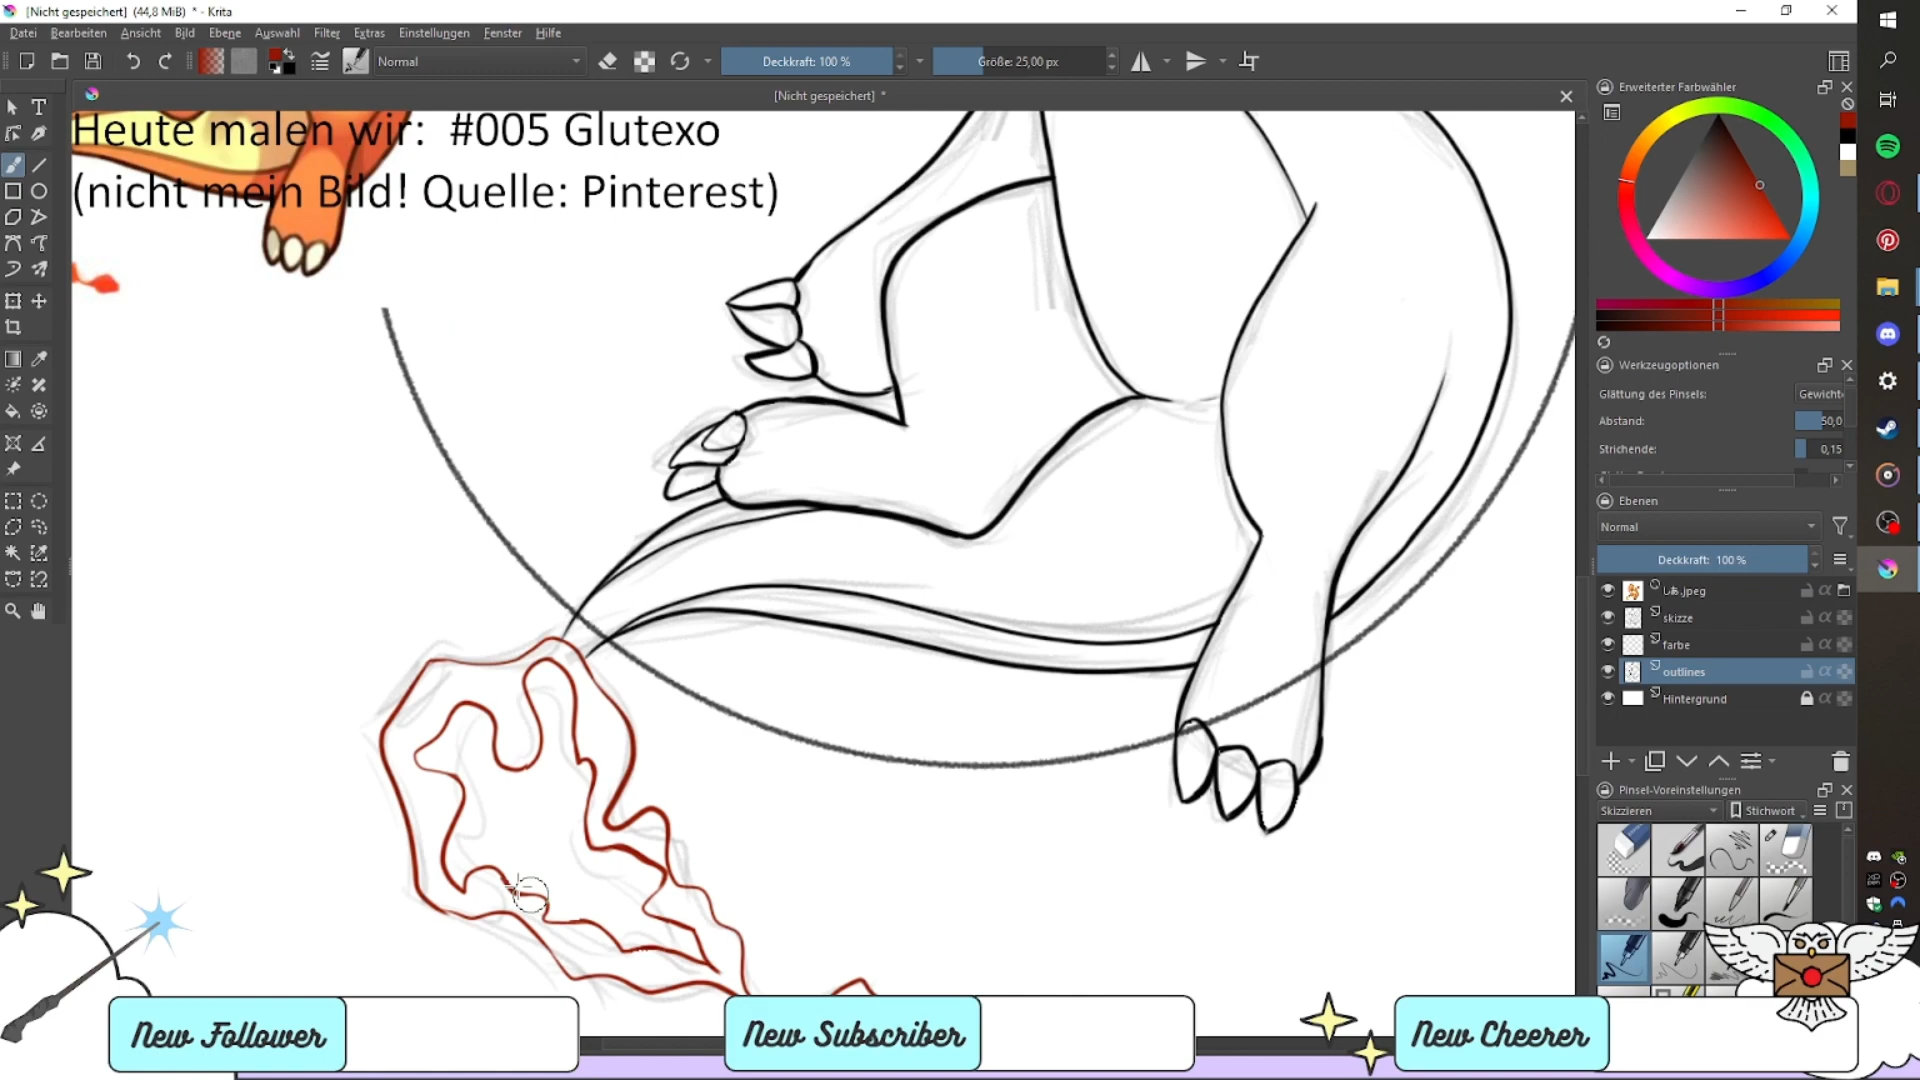 [Nicht gespeichert] (44,8 MiB) * - Krita
Datei Bearbeiten Ansicht Bild Ebene Auswahl Filter Extras Einstellungen Fenster Hilfe
Normal
Deckkraft: 100 %
Größe: 25,00 px
[Nicht gespeichert] *
Heute malen wir: #005 Glutexo
(nicht mein Bild! Quelle: Pinterest)
Erweiterter Farbwähler
Werkzeugoptionen
Glättung des Pinsels: Gewicht
Abstand: 50,0
Strichende: 0,15
Ebenen
Normal
Deckkraft: 100 %
.jpeg
skizze
farbe
outlines
Hintergrund
Pinsel-Voreinstellungen
Skizzieren
Stichwort
New Follower
New Subscriber
New Cheerer